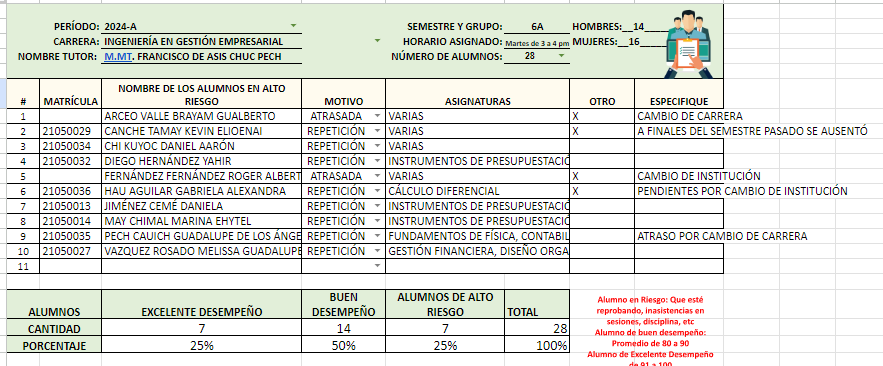 PERÍODO: 2024-A SEMESTRE Y GRUPO: 6A HOMBRES:__14____
CARRERA: INGENIERÍA EN GESTIÓN EMPRESARIAL HORARIO ASIGNADO: Martes de 3 a 4 pm MUJERES:__16____
NOMBRE TUTOR: M.MT. FRANCISCO DE ASIS CHUC PECH NÚMERO DE ALUMNOS: 28
# MATRÍCULA NOMBRE DE LOS ALUMNOS EN ALTO RIESGO MOTIVO ASIGNATURAS OTRO ESPECIFIQUE
1 ARCEO VALLE BRAYAM GUALBERTO ATRASADA VARIAS X CAMBIO DE CARRERA
2 21050029 CANCHE TAMAY KEVIN ELIOENAI REPETICIÓN VARIAS X A FINALES DEL SEMESTRE PASADO SE AUSENTÓ
3 21050034 CHI KUYOC DANIEL AARÓN REPETICIÓN VARIAS
4 21050032 DIEGO HERNÁNDEZ YAHIR REPETICIÓN INSTRUMENTOS DE PRESUPUESTACIÓ
5 FERNÁNDEZ FERNÁNDEZ ROGER ALBERT ATRASADA VARIAS X CAMBIO DE INSTITUCIÓN
6 21050036 HAU AGUILAR GABRIELA ALEXANDRA REPETICIÓN CÁLCULO DIFERENCIAL X PENDIENTES POR CAMBIO DE INSTITUCIÓN
7 21050013 JIMÉNEZ CEMÉ DANIELA REPETICIÓN INSTRUMENTOS DE PRESUPUESTACIÓ
8 21050014 MAY CHIMAL MARINA EHYTEL REPETICIÓN INSTRUMENTOS DE PRESUPUESTACIÓ
9 21050035 PECH CAUICH GUADALUPE DE LOS ÁNGE REPETICIÓN FUNDAMENTOS DE FÍSICA, CONTABIL ATRASO POR CAMBIO DE CARRERA
10 21050027 VAZQUEZ ROSADO MELISSA GUADALUPE REPETICIÓN GESTIÓN FINANCIERA, DISEÑO ORGA
11
ALUMNOS EXCELENTE DESEMPEÑO BUEN DESEMPEÑO ALUMNOS DE ALTO RIESGO TOTAL
CANTIDAD 7 14 7 28
PORCENTAJE 25% 50% 25% 100%
Alumno en Riesgo: Que esté
reprobando, inasistencias en
sesiones, disciplina, etc
Alumno de buen desempeño:
Promedio de 80 a 90
Alumno de Excelente Desempeño
de 91 a 100